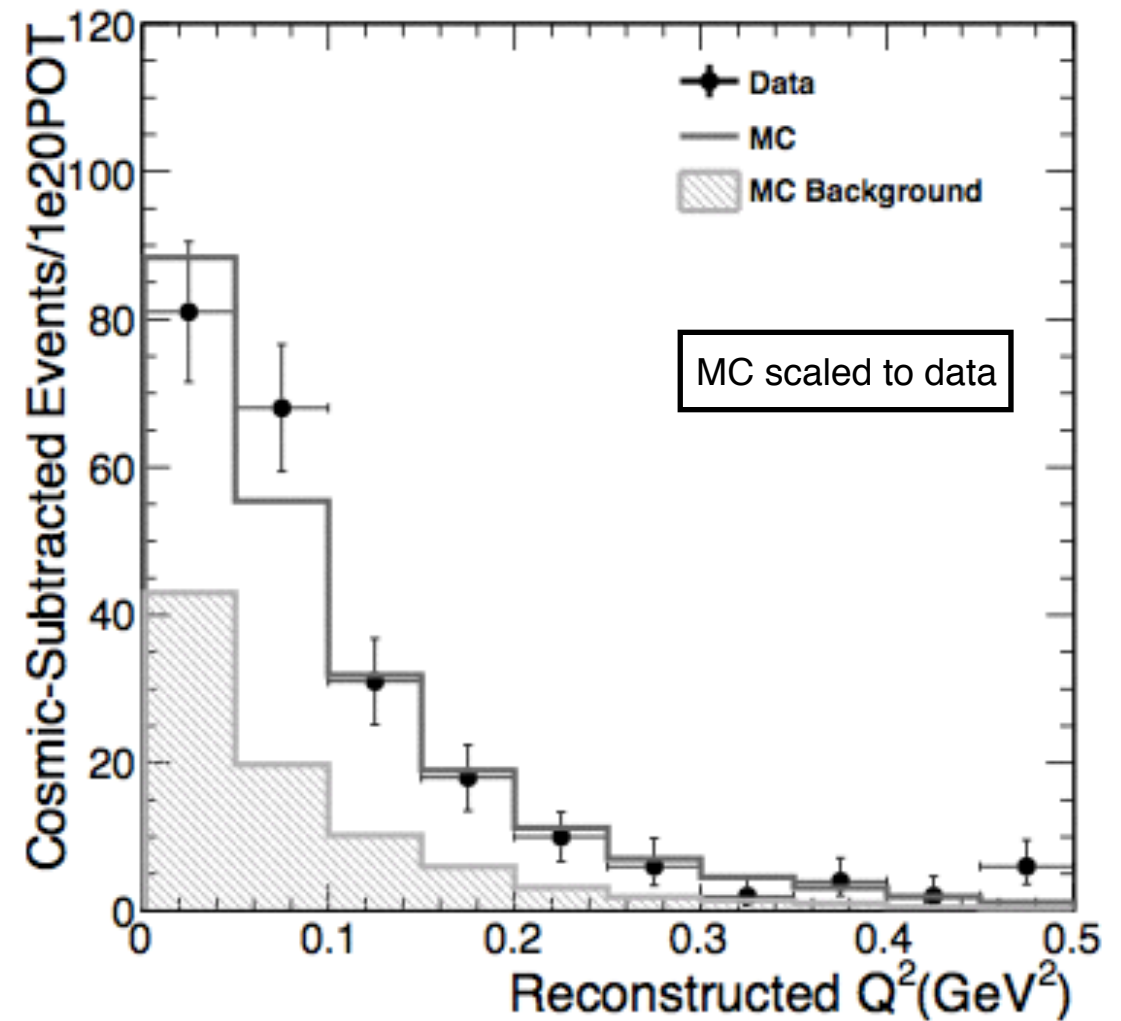 Cosmic-Subtracted Events/1e20POT
120
100
80
60
40
20
0
Data
MC
MC Background
MC scaled to data
0 0.1 0.2 0.3 0.4 0.5
Reconstructed Q²(GeV²)